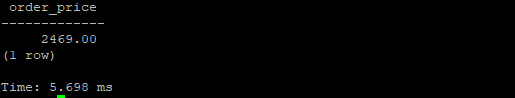 order_price
-------------
2469.00
(1 row)
Time: 5.698 ms